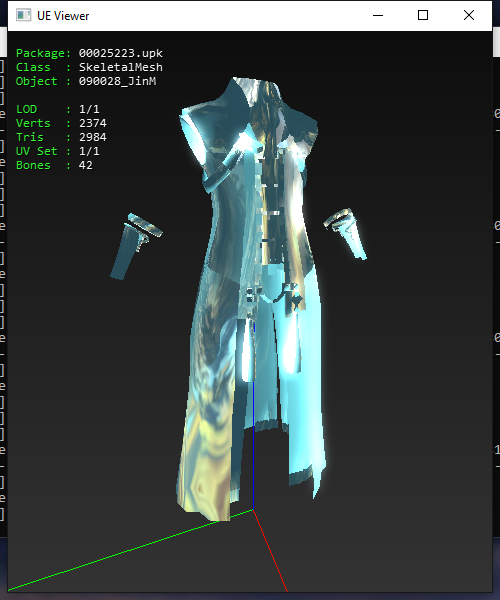 UE Viewer
Package: 00025223.upk
Class  : SkeletalMesh
Object : 090028_JinM
LOD    : 1/1
Verts  : 2374
Tris   : 2984
UV Set : 1/1
Bones  : 42